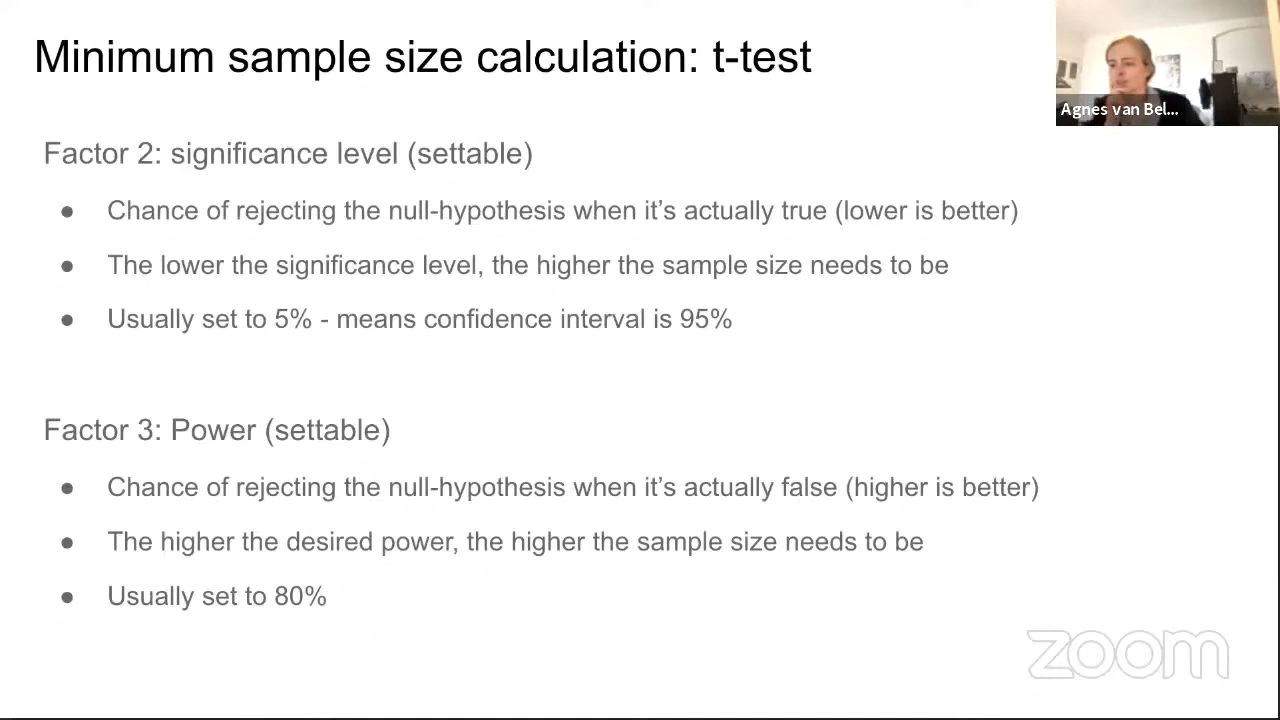 Minimum sample size calculation: t-test
Agnes van Bel...
Factor 2: significance level (settable)
● Chance of rejecting the null-hypothesis when it’s actually true (lower is better)
● The lower the significance level, the higher the sample size needs to be
● Usually set to 5% - means confidence interval is 95%
Factor 3: Power (settable)
● Chance of rejecting the null-hypothesis when it’s actually false (higher is better)
● The higher the desired power, the higher the sample size needs to be
● Usually set to 80%
zoom